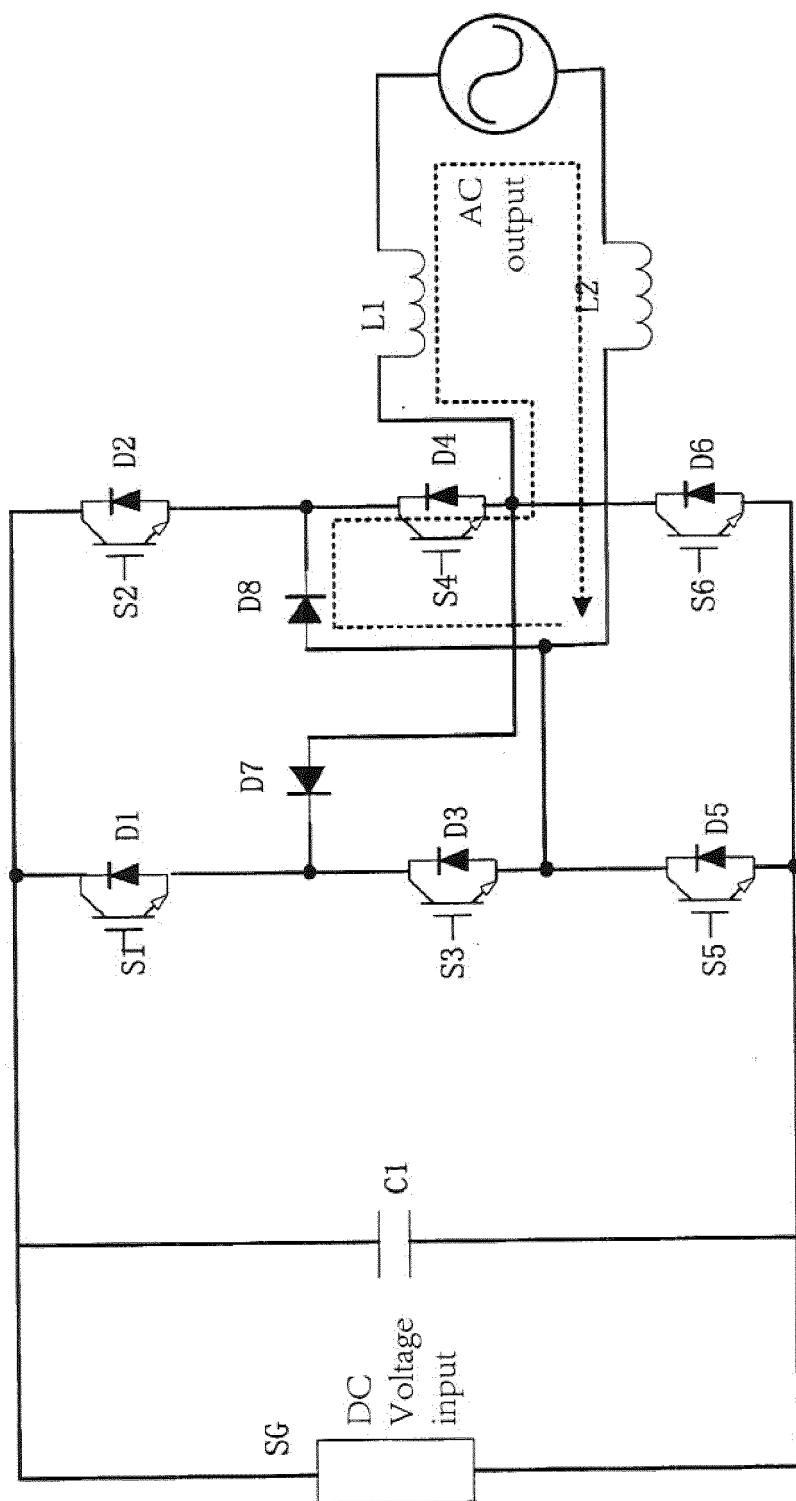 AC
output
L1
L2
D2
D4
D6
S2
S4
S6
D8
D7
D1
D3
D5
S1
S3
S5
C1
SG
DC
Voltage
input